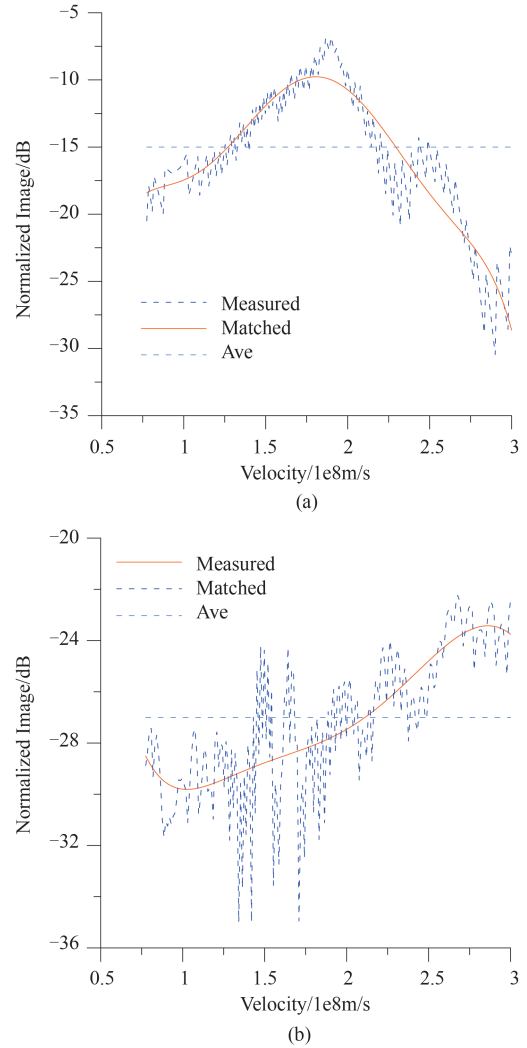 −5
−10
−15
−20
−25
−30
−35
Normalized Image/dB
Measured
Matched
Ave
0.5
1
1.5
2
2.5
3
Velocity/1e8m/s
(a)
−20
−24
−28
−32
−36
Normalized Image/dB
Measured
Matched
Ave
0.5
1
1.5
2
2.5
3
Velocity/1e8m/s
(b)